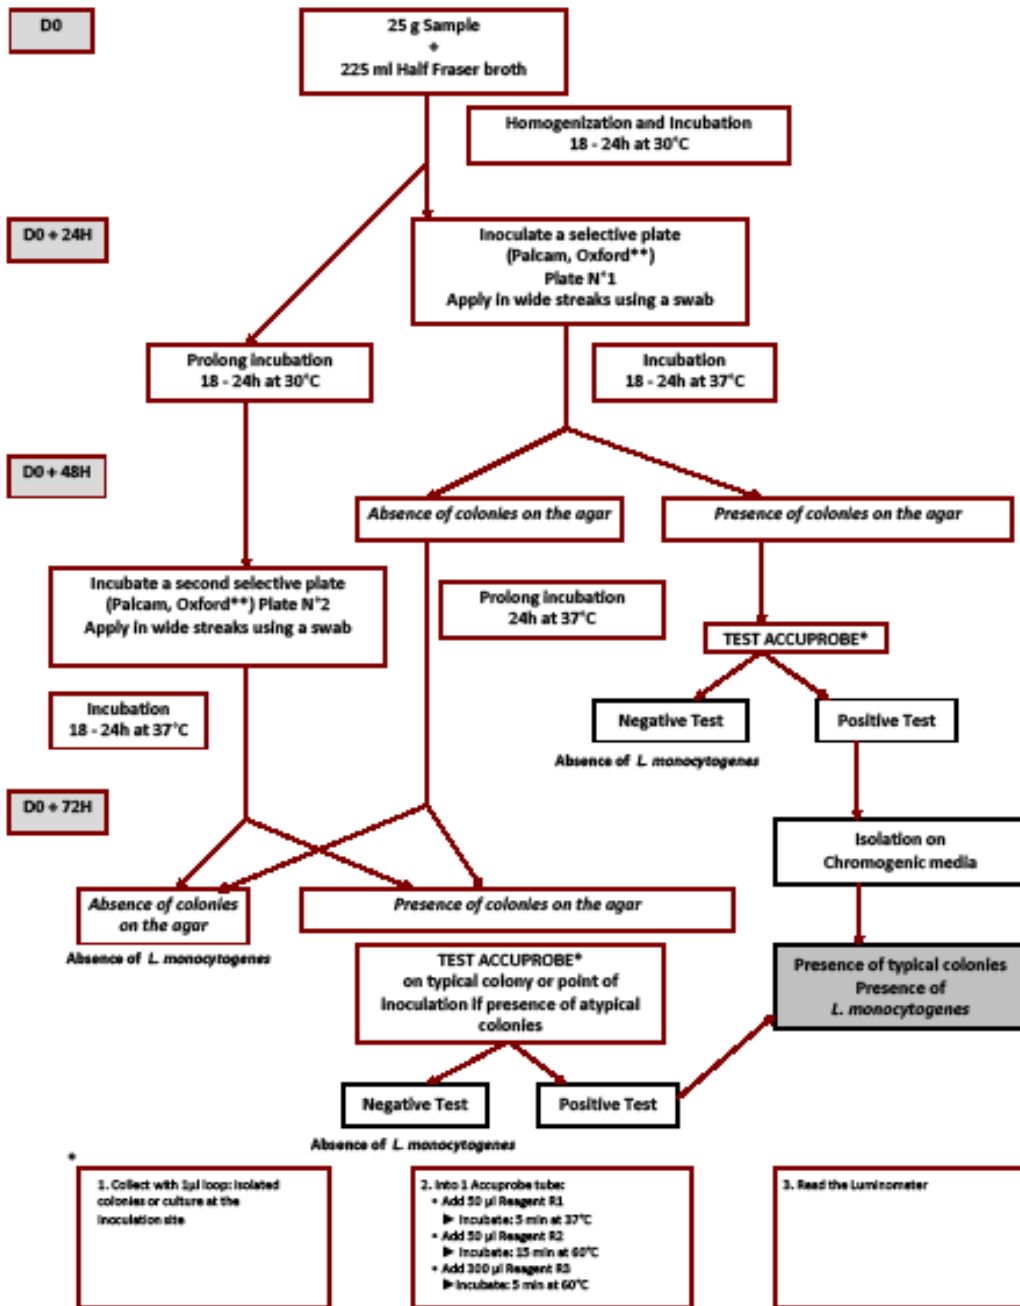 D0
25 g Sample
+
225 ml Half Fraser broth
Homogenization and Incubation
18 - 24h at 30°C
D0 + 24H
Inoculate a selective plate
(Palcam, Oxford**)
Plate N°1
Apply in wide streaks using a swab
Prolong incubation
18 - 24h at 30°C
Incubation
18 - 24h at 37°C
D0 + 48H
Absence of colonies on the agar
Presence of colonies on the agar
Incubate a second selective plate
(Palcam, Oxford**) Plate N°2
Apply in wide streaks using a swab
Prolong incubation
24h at 37°C
TEST ACCUPROBE*
Incubation
18 - 24h at 37°C
Negative Test
Positive Test
Absence of L. monocytogenes
D0 + 72H
Isolation on
Chromogenic media
Absence of colonies
on the agar
Presence of colonies on the agar
Absence of L. monocytogenes
TEST ACCUPROBE*
on typical colony or point of
inoculation if presence of atypical
colonies
Presence of typical colonies
Presence of
L. monocytogenes
Negative Test
Positive Test
Absence of L. monocytogenes
*
1. Collect with 1µl loop: Isolated
colonies or culture at the
inoculation site
2. Into 1 Accuprobe tube:
• Add 50 µl Reagent R1
► Incubate: 5 min at 37°C
• Add 50 µl Reagent R2
► Incubate: 15 min at 60°C
• Add 300 µl Reagent R3
►Incubate: 5 min at 60°C
3. Read the Luminometer